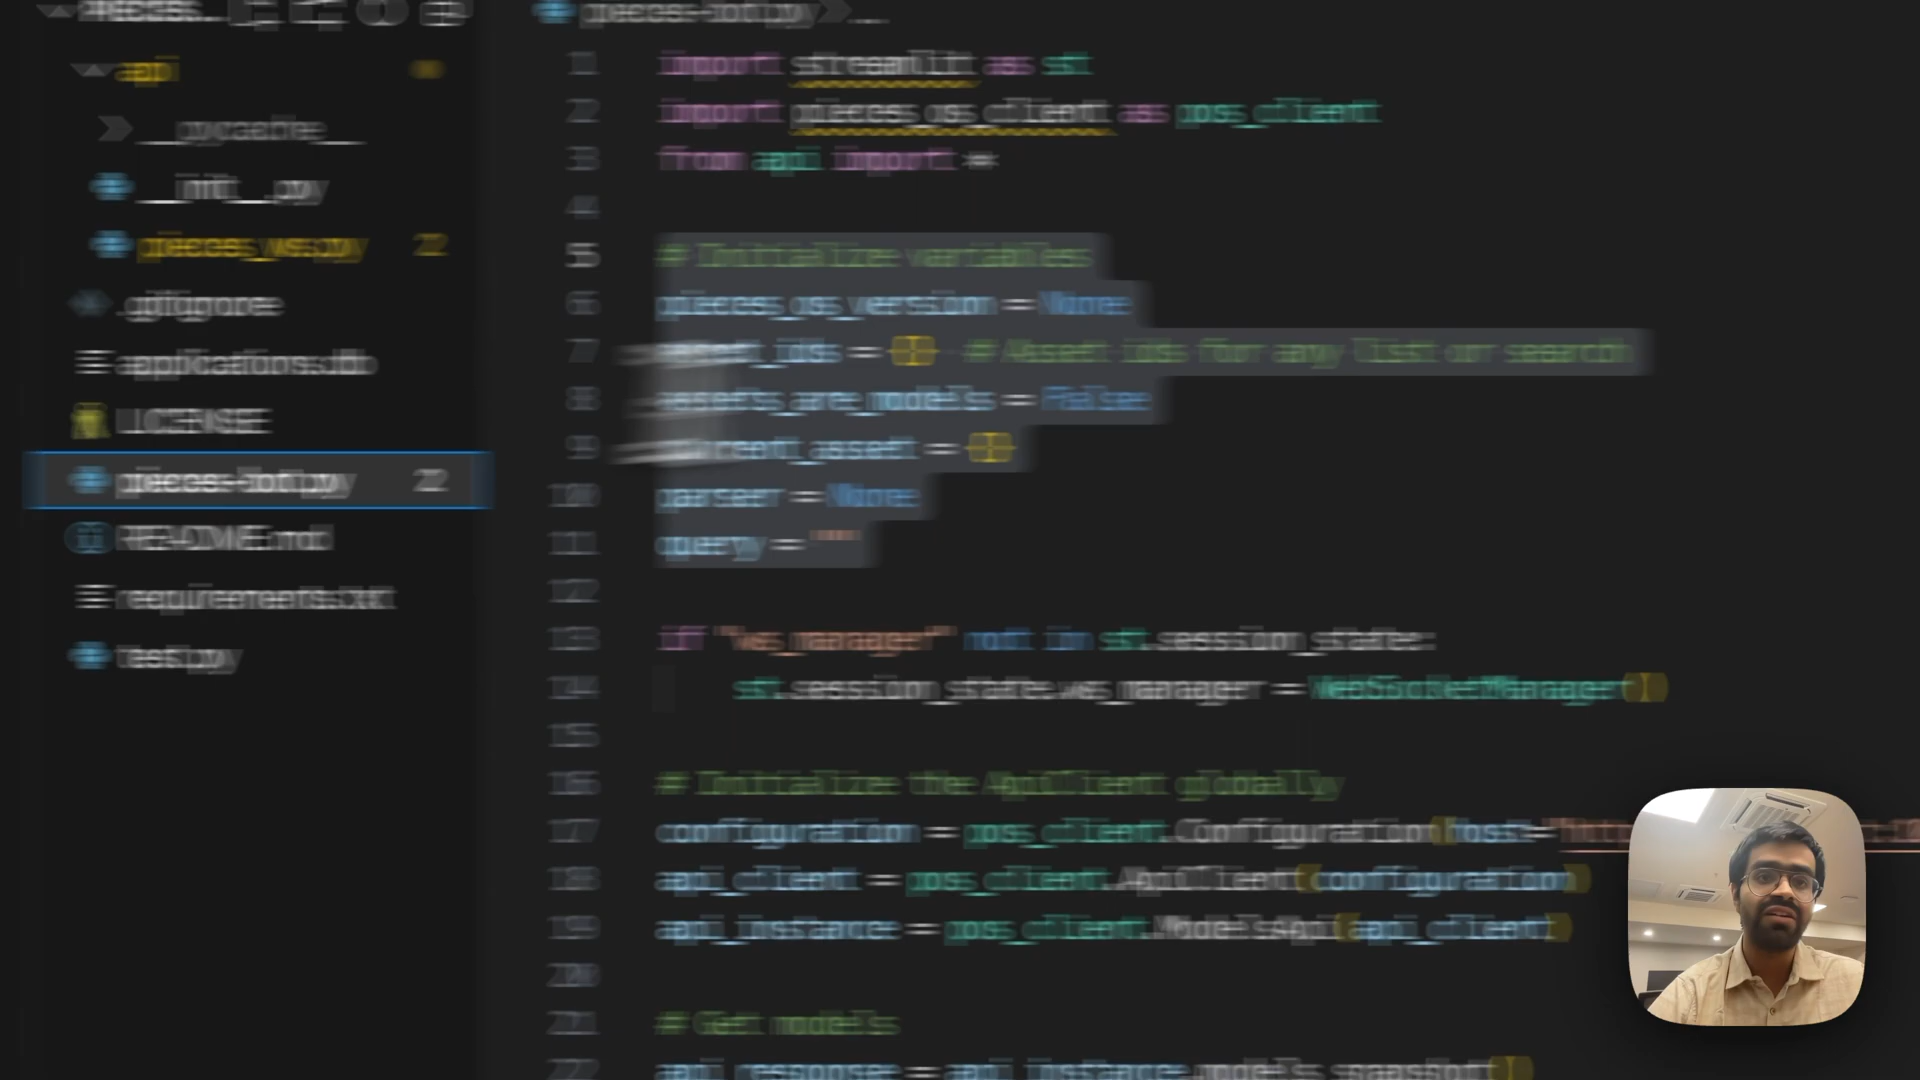 api
__pycache__
__init__.py
pieces_ws.py 2
.gitignore
applications.db
LICENSE
pieces-bot.py 2
README.md
requirements.txt
test.py
pieces-bot.py > ...
1 import streamlit as st
2 import pieces_os_client as pos_client
3 from api import *
4
5 # Initialize variables
6 pieces_os_version = None
7 asset_ids = {} # Asset ids for any list or search
8 assets_are_models = False
9 current_asset = {}
10 parser = None
11 query = ""
12
13 if "ws_manager" not in st.session_state:
14 st.session_state.ws_manager = WebSocketManager()
15
16 # Initialize the ApiClient globally
17 configuration = pos_client.Configuration(host=
18 api_client = pos_client.ApiClient(configuration)
19 api_instance = pos_client.ModelsApi(api_client)
20
21 # Get models
22 api_response = api_instance.models_snapshot()